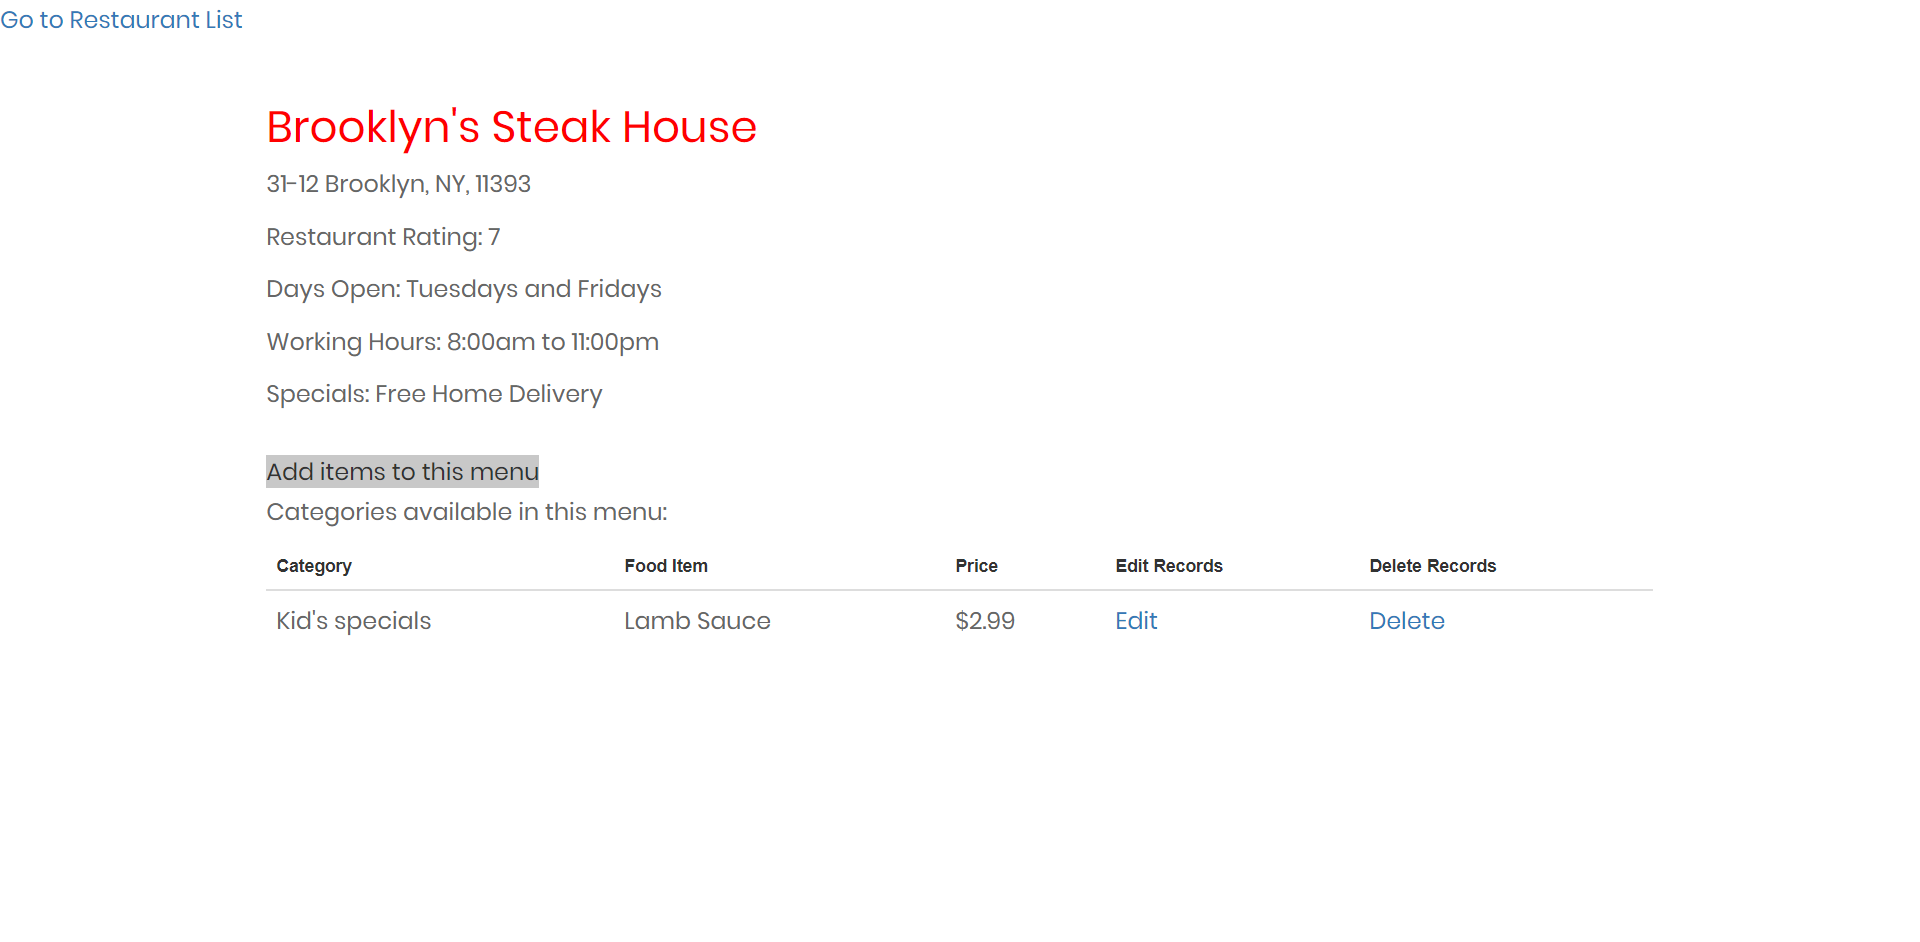 Go to Restaurant List
Brooklyn's Steak House
31-12 Brooklyn, NY, 11393
Restaurant Rating: 7
Days Open: Tuesdays and Fridays
Working Hours: 8:00am to 11:00pm
Specials: Free Home Delivery
Add items to this menu
Categories available in this menu:
Category Food Item Price Edit Records Delete Records
Kid's specials Lamb Sauce $2.99 Edit Delete